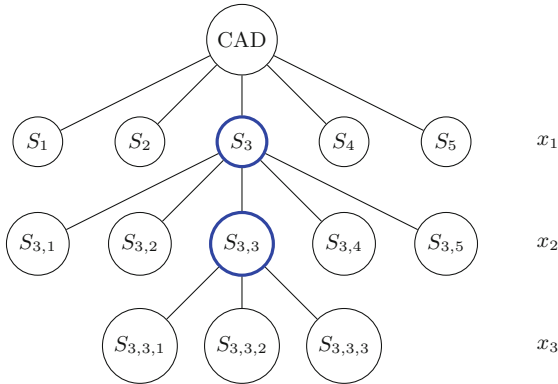 CAD
S₁ S₂ S₃ S₄ S₅ x₁
S₃,₁ S₃,₂ S₃,₃ S₃,₄ S₃,₅ x₂
S₃,₃,₁ S₃,₃,₂ S₃,₃,₃ x₃